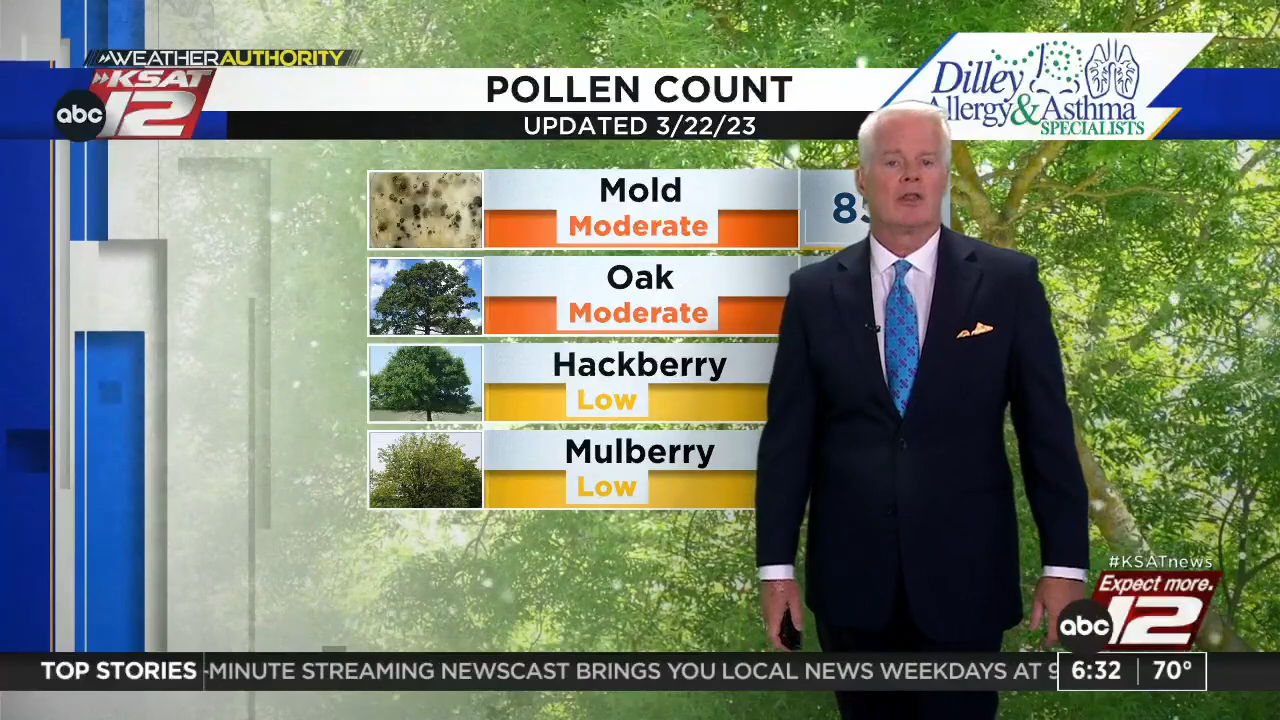 WEATHERAUTHORITY
KSAT
abc 12
POLLEN COUNT
UPDATED 3/22/23
Dilley
Allergy & Asthma
SPECIALISTS
Mold
Moderate
Oak
Moderate
Hackberry
Low
Mulberry
Low
#KSATnews
Expect more.
abc 12
TOP STORIES -MINUTE STREAMING NEWSCAST BRINGS YOU LOCAL NEWS WEEKDAYS AT 9
6:32 70°